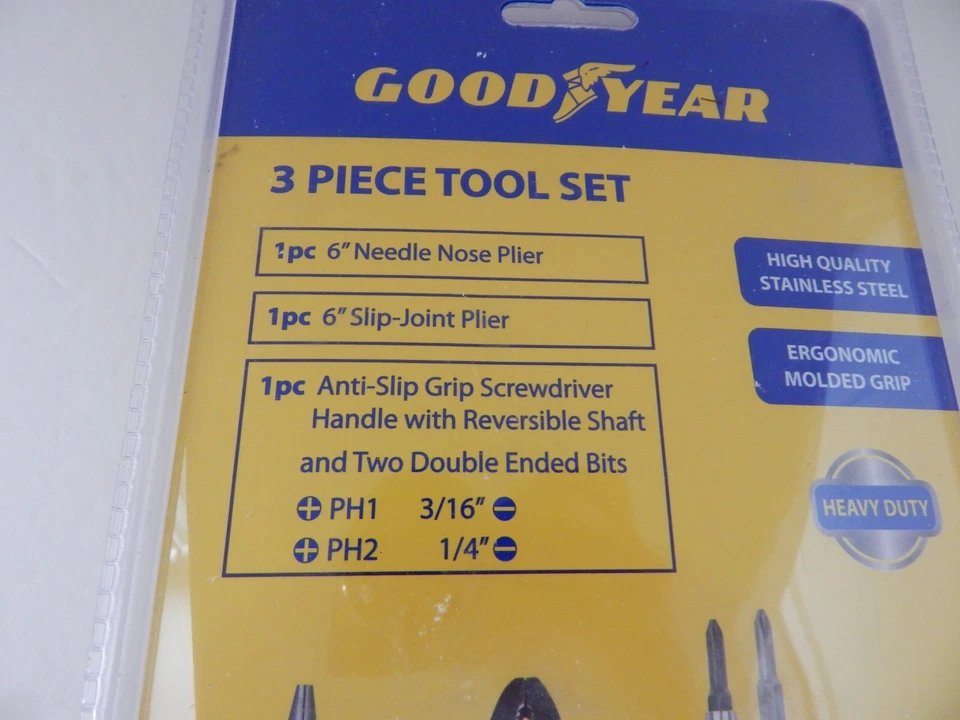 GOODYEAR
3 PIECE TOOL SET
1pc 6" Needle Nose Plier
1pc 6" Slip-Joint Plier
1pc Anti-Slip Grip Screwdriver
Handle with Reversible Shaft
and Two Double Ended Bits
PH1 3/16"
PH2 1/4"
HIGH QUALITY
STAINLESS STEEL
ERGONOMIC
MOLDED GRIP
HEAVY DUTY